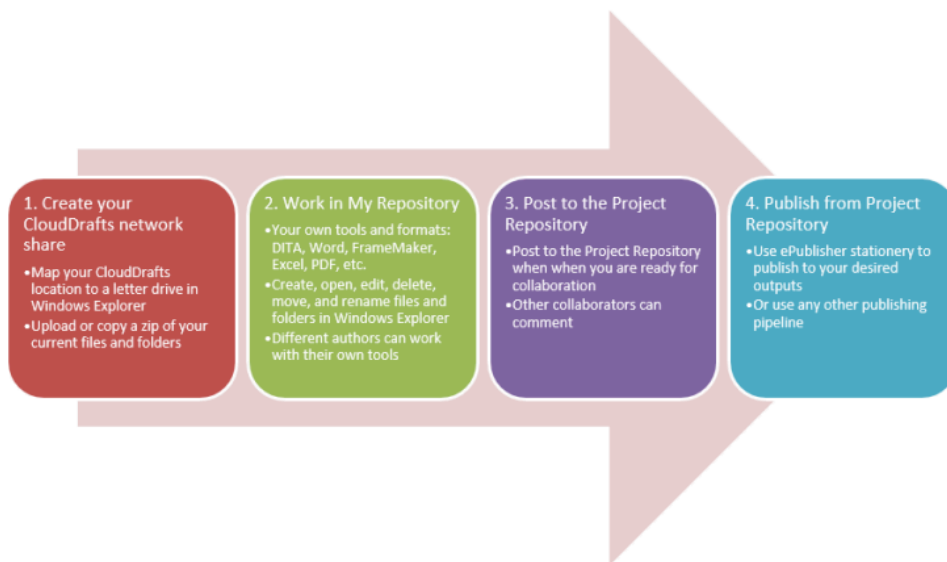 1. Create your
CloudDrafts network
share
•Map your CloudDrafts
location to a letter drive in
Windows Explorer
•Upload or copy a zip of your
current files and folders
2. Work in My Repository
•Your own tools and formats:
DITA, Word, FrameMaker,
Excel, PDF, etc.
•Create, open, edit, delete,
move, and rename files and
folders in Windows Explorer
•Different authors can work
with their own tools
3. Post to the Project
Repository
•Post to the Project Repository
when when you are ready for
collaboration
•Other collaborators can
comment
4. Publish from Project
Repository
•Use ePublisher stationery to
publish to your desired
outputs
•Or use any other publishing
pipeline